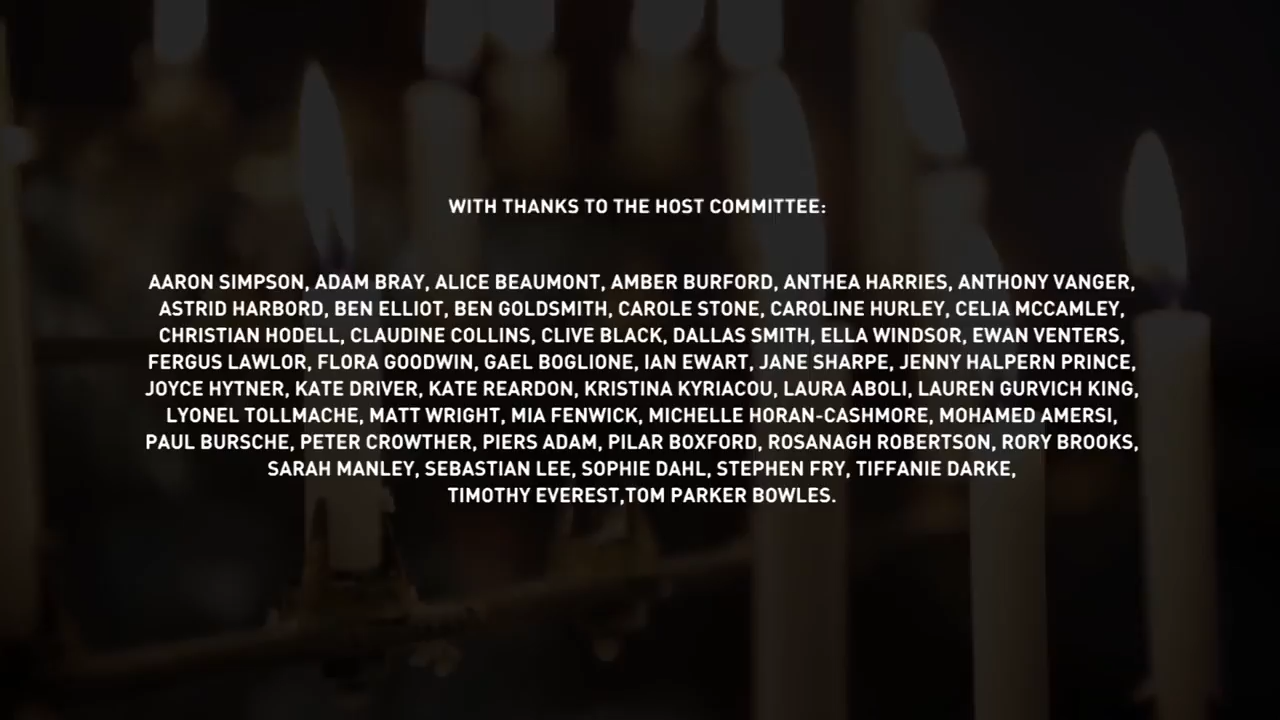 WITH THANKS TO THE HOST COMMITTEE:
AARON SIMPSON, ADAM BRAY, ALICE BEAUMONT, AMBER BURFORD, ANTHEA HARRIES, ANTHONY VANGER,
ASTRID HARBORD, BEN ELLIOT, BEN GOLDSMITH, CAROLE STONE, CAROLINE HURLEY, CELIA MCCAMLEY,
CHRISTIAN HODELL, CLAUDINE COLLINS, CLIVE BLACK, DALLAS SMITH, ELLA WINDSOR, EWAN VENTERS,
FERGUS LAWLOR, FLORA GOODWIN, GAEL BOGLIONE, IAN EWART, JANE SHARPE, JENNY HALPERN PRINCE,
JOYCE HYTNER, KATE DRIVER, KATE REARDON, KRISTINA KYRIACOU, LAURA ABOLI, LAUREN GURVICH KING,
LYONEL TOLLMACHE, MATT WRIGHT, MIA FENWICK, MICHELLE HORAN-CASHMORE, MOHAMED AMERSI,
PAUL BURSCHE, PETER CROWTHER, PIERS ADAM, PILAR BOXFORD, ROSANAGH ROBERTSON, RORY BROOKS,
SARAH MANLEY, SEBASTIAN LEE, SOPHIE DAHL, STEPHEN FRY, TIFFANIE DARKE,
TIMOTHY EVEREST,TOM PARKER BOWLES.